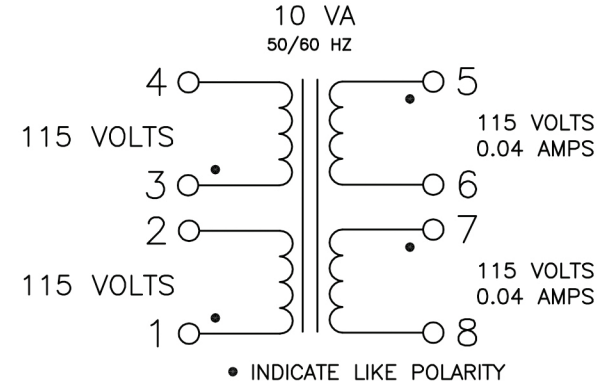 10 VA
50/60 HZ
4
5
115 VOLTS
115 VOLTS
0.04 AMPS
3
6
2
7
115 VOLTS
115 VOLTS
0.04 AMPS
1
8
INDICATE LIKE POLARITY